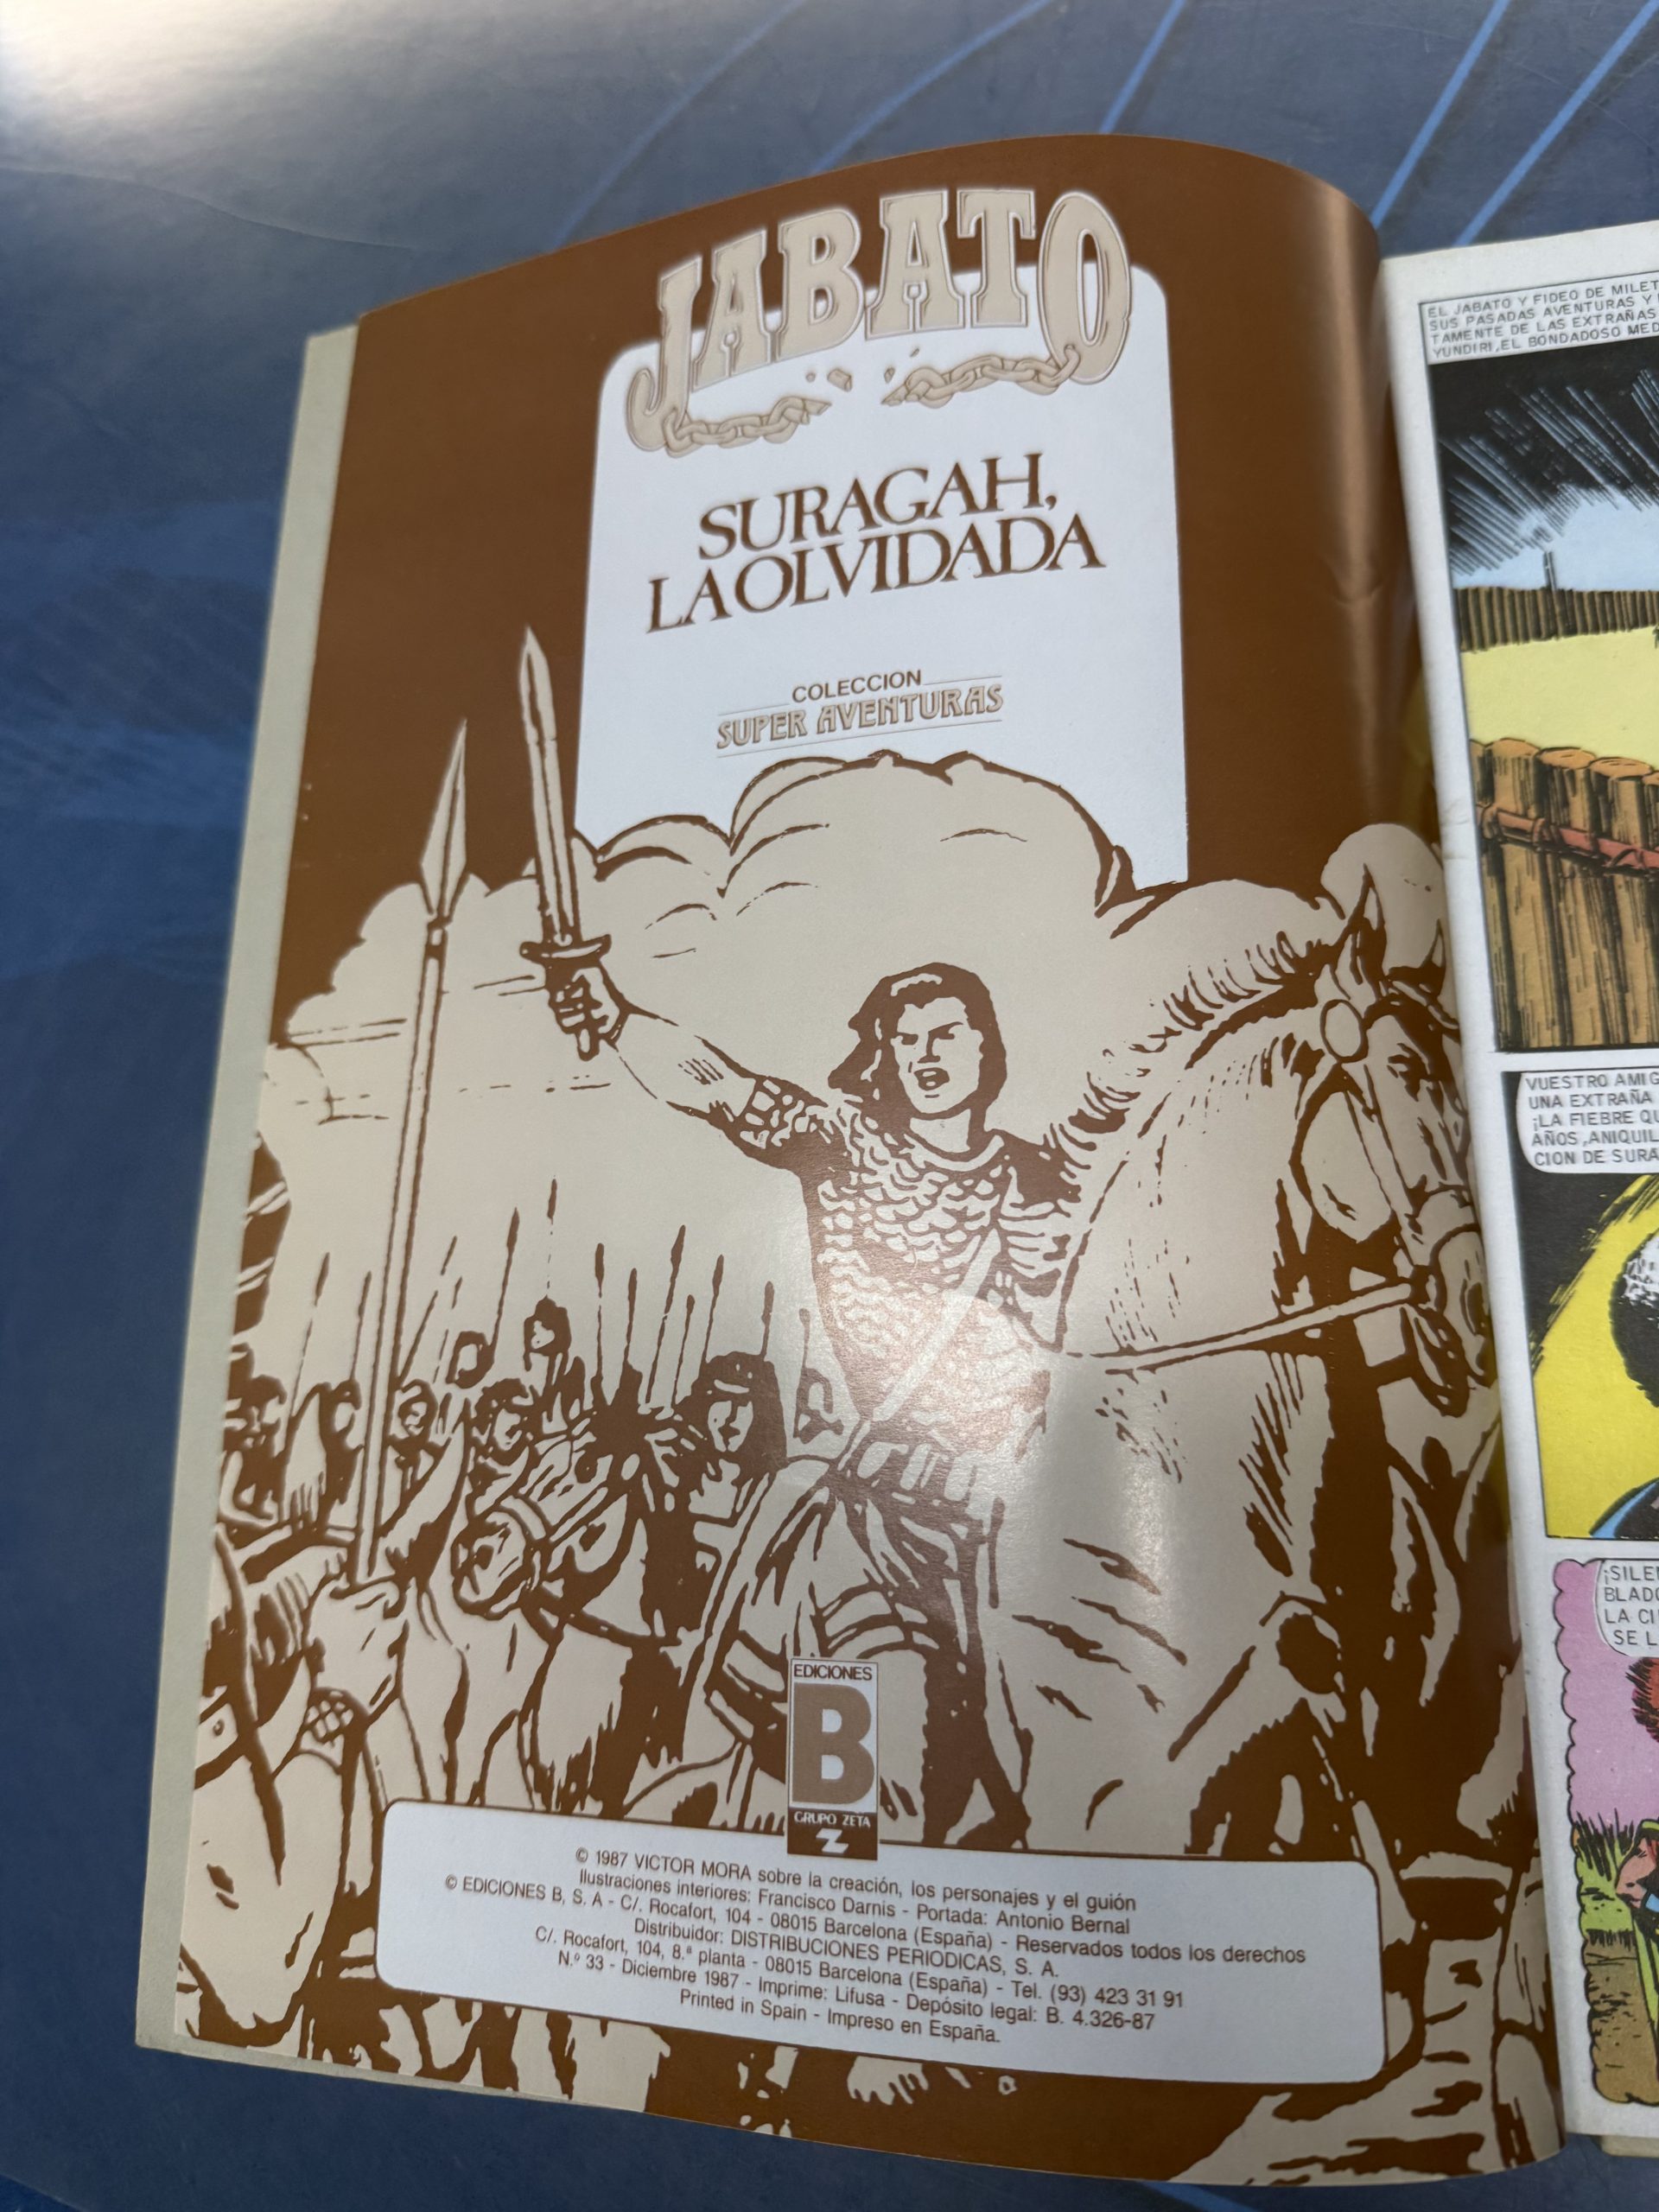 JABATO
SURAGAH,
LA OLVIDADA
COLECCION
SUPER AVENTURAS
EDICIONES
B
GRUPO ZETA
Z
© 1987 VICTOR MORA sobre la creación, los personajes y el guión
Ilustraciones interiores: Francisco Darnis - Portada: Antonio Bernal
© EDICIONES B, S. A - C/. Rocafort, 104 - 08015 Barcelona (España) - Reservados todos los derechos
Distribuidor: DISTRIBUCIONES PERIODICAS, S. A.
C/. Rocafort, 104, 8.ª planta - 08015 Barcelona (España) - Tel. (93) 423 31 91
N.º 33 - Diciembre 1987 - Imprime: Lifusa - Depósito legal: B. 4.326-87
Printed in Spain - Impreso en España.
EL JABATO Y FIDEO DE MILET
SUS PASADAS AVENTURAS Y
TAMENTE DE LAS EXTRAÑAS
YUNDIRI, EL BONDADOSO MED
VUESTRO AMIG
UNA EXTRAÑA
¡LA FIEBRE QU
AÑOS, ANIQUIL
CION DE SURA
¡SILEN
BLADO
LA CI
SE L